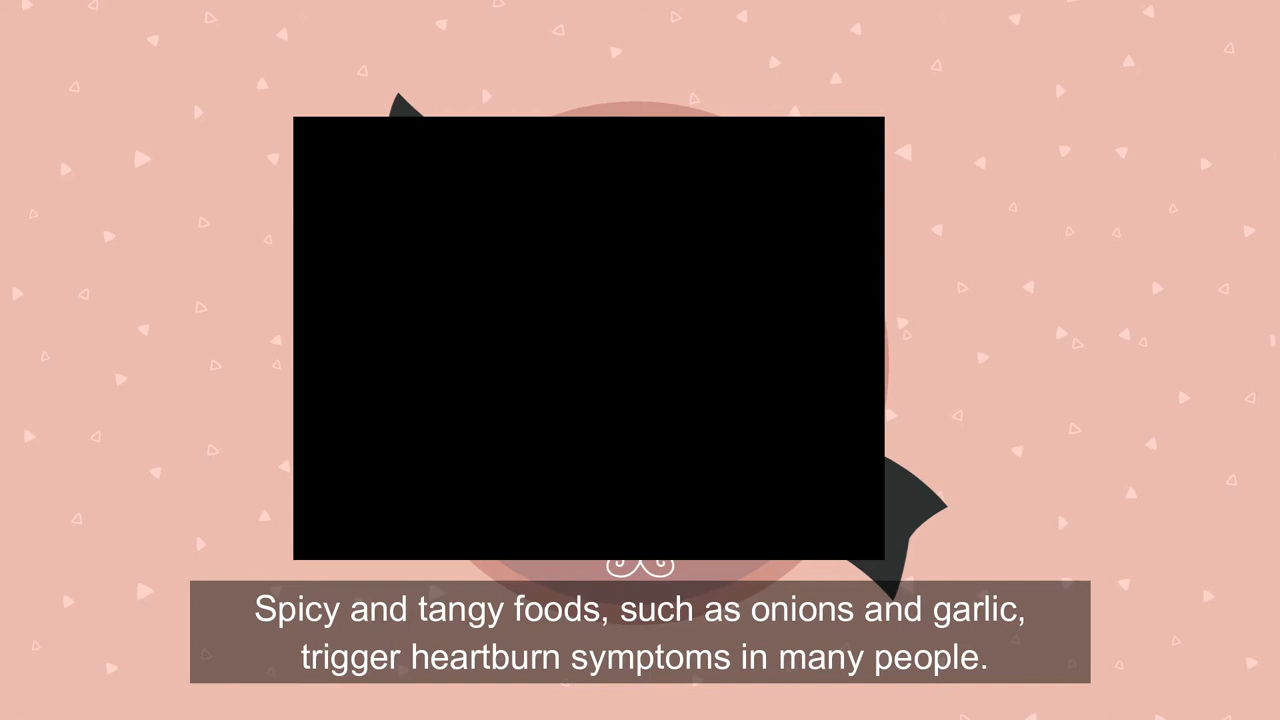 Spicy and tangy foods, such as onions and garlic,
trigger heartburn symptoms in many people.